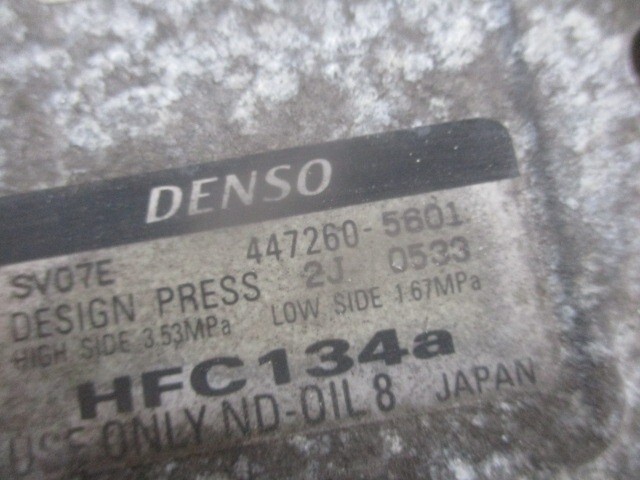 DENSO
SV07E 447260-5601
DESIGN PRESS 2J 0533
HIGH SIDE 3.53MPa LOW SIDE 1.67MPa
HFC134a
USE ONLY ND-OIL 8 JAPAN